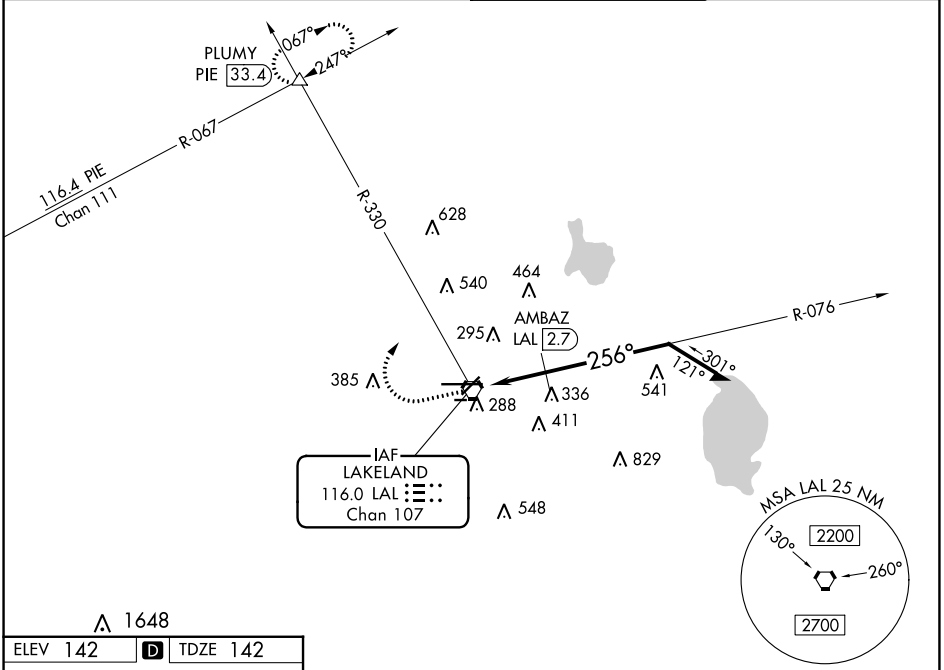 067°
PLUMY
PIE 33.4
247°
R-067
116.4 PIE
Chan 111
R-330
628
540
464
295
AMBAZ
LAL 2.7
R-076
256°
301°
121°
385
541
336
288
411
829
IAF
LAKELAND
116.0 LAL
Chan 107
548
MSA LAL 25 NM
130°
2200
260°
2700
1648
ELEV 142 D TDZE 142